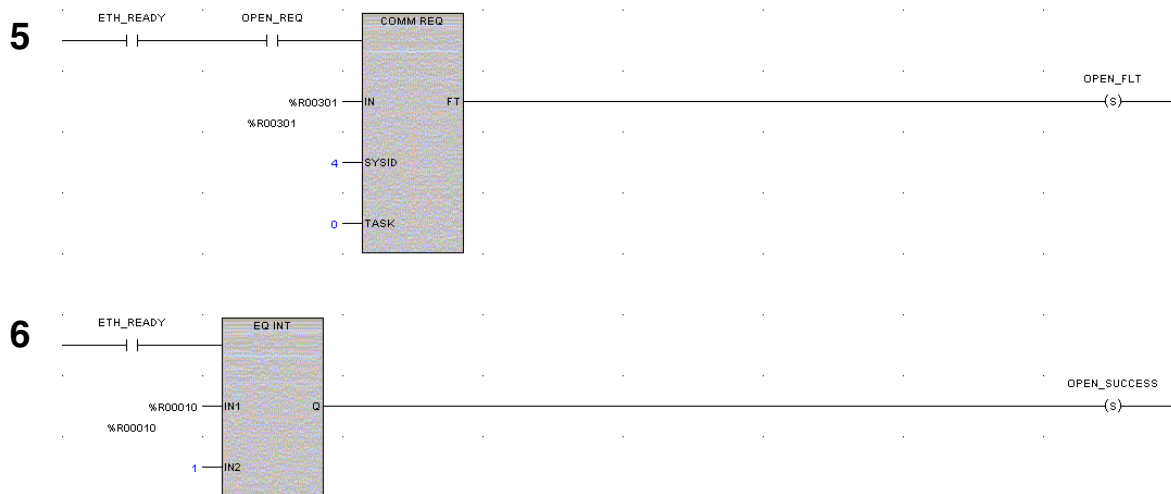 ETH_READY OPEN_REQ COMM REQ
5
OPEN_FLT
%R00301 IN FT (S)
%R00301
4 SYSID
0 TASK
ETH_READY EQ INT
6
OPEN_SUCCESS
%R00010 IN1 Q (S)
%R00010
1 IN2